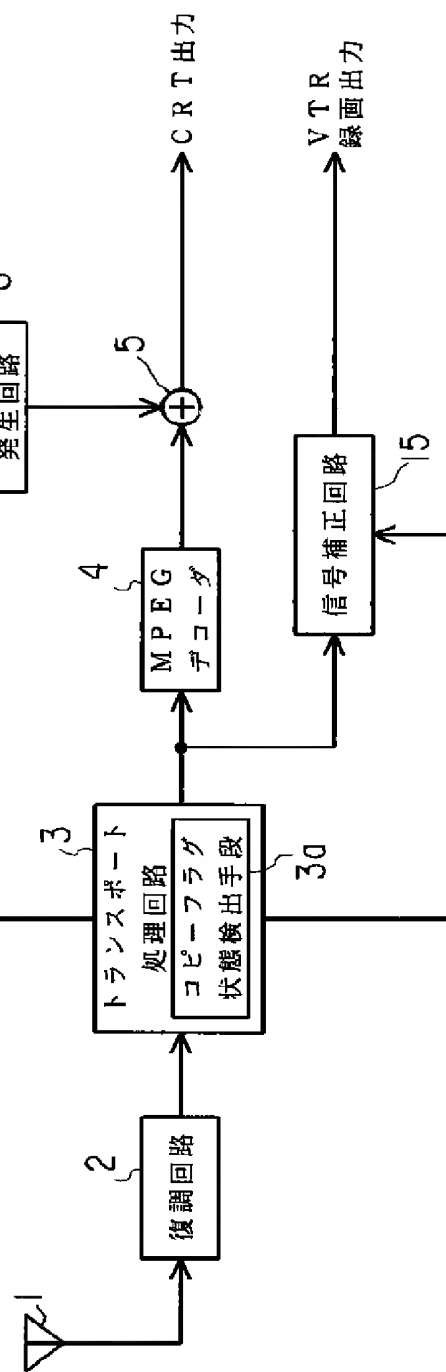 1
2
復調回路
3
トランスポート
処理回路
コピーフラグ
状態検出手段
3a
4
MPEG
デコーダ
発生回路
5
CRT出力
信号補正回路
15
VTR
録画出力